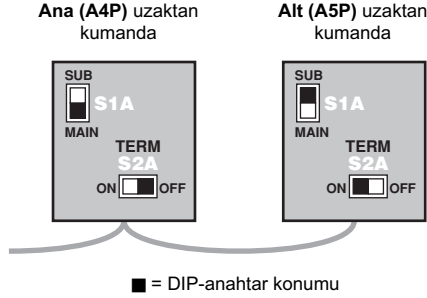 Ana (A4P) uzaktan
kumanda
Alt (A5P) uzaktan
kumanda
SUB
S1A
MAIN
TERM
S2A
ON OFF
SUB
S1A
MAIN
TERM
S2A
ON OFF
■ = DIP-anahtar konumu